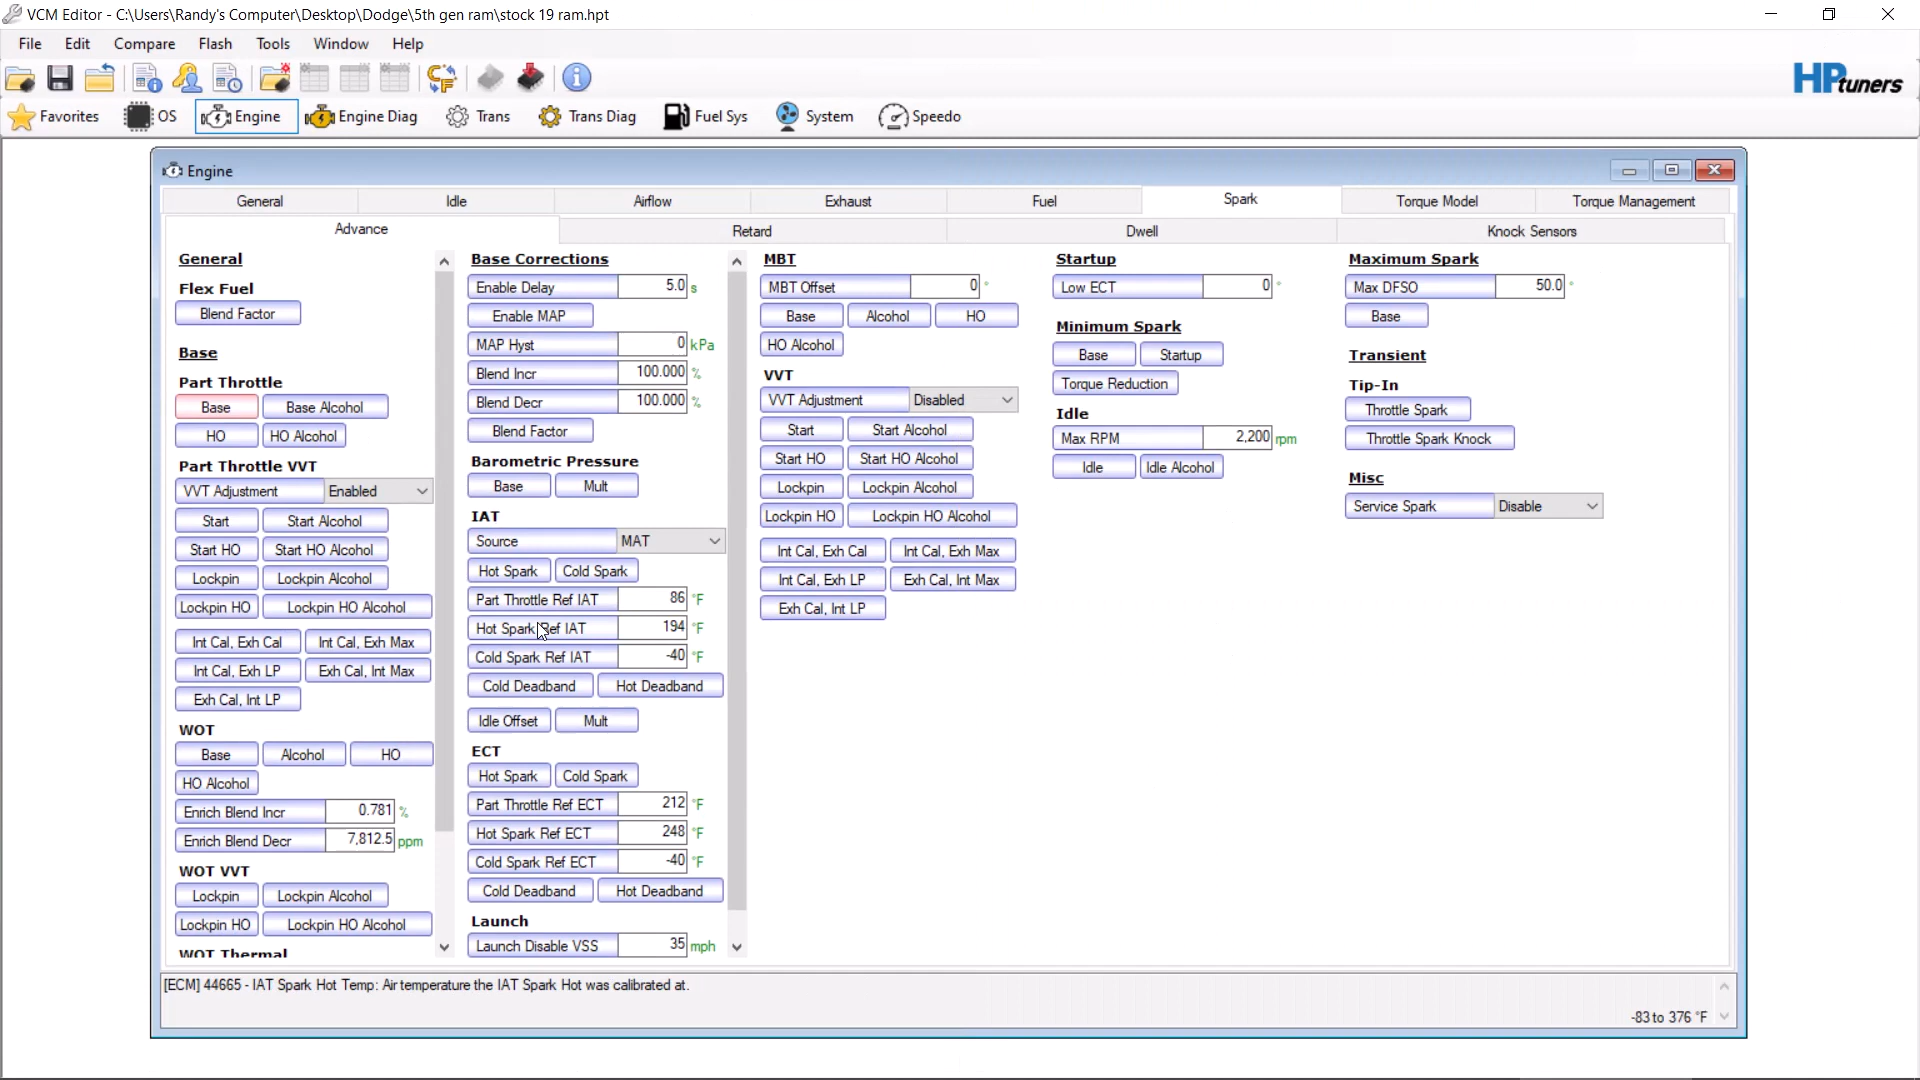 VCM Editor - C:\Users\Randy's Computer\Desktop\Dodge\5th gen ram\stock 19 ram.hpt
File Edit Compare Flash Tools Window Help
HPtuners
Favorites OS Engine Engine Diag Trans Trans Diag Fuel Sys System Speedo
Engine
General Idle Airflow Exhaust Fuel Spark Torque Model Torque Management
Advance Retard Dwell Knock Sensors
General
Flex Fuel
Blend Factor
Base
Part Throttle
Base Base Alcohol
HO HO Alcohol
Part Throttle VVT
VVT Adjustment Enabled
Start Start Alcohol
Start HO Start HO Alcohol
Lockpin Lockpin Alcohol
Lockpin HO Lockpin HO Alcohol
Int Cal, Exh Cal Int Cal, Exh Max
Int Cal, Exh LP Exh Cal, Int Max
Exh Cal, Int LP
WOT
Base Alcohol HO
HO Alcohol
Enrich Blend Incr 0.781 %
Enrich Blend Decr 7,812.5 ppm
WOT VVT
Lockpin Lockpin Alcohol
Lockpin HO Lockpin HO Alcohol
WOT Thermal
Base Corrections
Enable Delay 5.0 s
Enable MAP
MAP Hyst 0 kPa
Blend Incr 100.000 %
Blend Decr 100.000 %
Blend Factor
Barometric Pressure
Base Mult
IAT
Source MAT
Hot Spark Cold Spark
Part Throttle Ref IAT 86 °F
Hot Spark Ref IAT 194 °F
Cold Spark Ref IAT -40 °F
Cold Deadband Hot Deadband
Idle Offset Mult
ECT
Hot Spark Cold Spark
Part Throttle Ref ECT 212 °F
Hot Spark Ref ECT 248 °F
Cold Spark Ref ECT -40 °F
Cold Deadband Hot Deadband
Launch
Launch Disable VSS 35 mph
MBT
MBT Offset 0 °
Base Alcohol HO
HO Alcohol
VVT
VVT Adjustment Disabled
Start Start Alcohol
Start HO Start HO Alcohol
Lockpin Lockpin Alcohol
Lockpin HO Lockpin HO Alcohol
Int Cal, Exh Cal Int Cal, Exh Max
Int Cal, Exh LP Exh Cal, Int Max
Exh Cal, Int LP
Startup
Low ECT 0 °
Minimum Spark
Base Startup
Torque Reduction
Idle
Max RPM 2,200 rpm
Idle Idle Alcohol
Maximum Spark
Max DFSO 50.0 °
Base
Transient
Tip-In
Throttle Spark
Throttle Spark Knock
Misc
Service Spark Disable
[ECM] 44665 - IAT Spark Hot Temp: Air temperature the IAT Spark Hot was calibrated at.
-83 to 376 °F